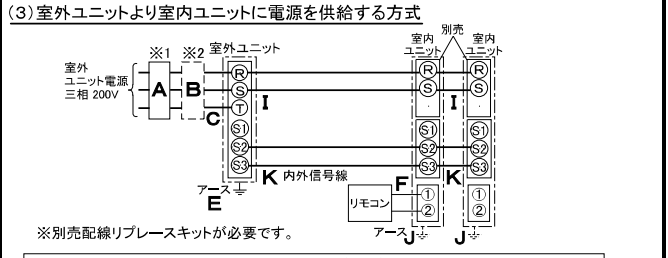 (3)室外ユニットより室内ユニットに電源を供給する方式
別売
※1 ※2 室外ユニット 室内ユニット 室内ユニット
室外
ユニット電源
三相 200V
A B C
R R R
S I S I S
T
S1 S1 S1
S2 S2 S2
S3 K 内外信号線 S3 K S3
アース E
リモコン F ① ①
② ②
アース J J
※別売配線リプレースキットが必要です。